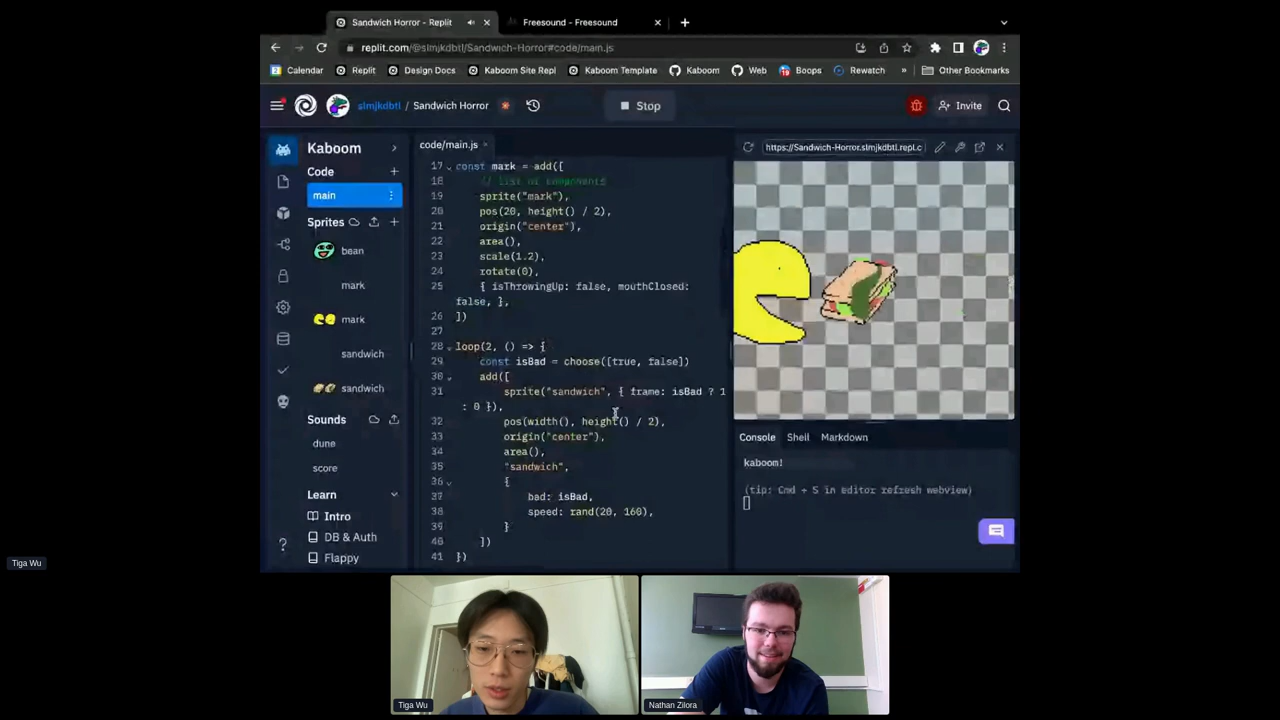 Sandwich Horror - Replit
Freesound - Freesound
replit.com/@slmjkdbtl/Sandwich-Horror#code/main.js
Calendar Replit Design Docs Kaboom Site Repl Kaboom Template Kaboom Web Boops Rewatch » Other Bookmarks
slmjkdbtl / Sandwich Horror
Stop
Invite
Kaboom
Code
main
Sprites
bean
mark
mark
sandwich
sandwich
Sounds
dune
score
Learn
Intro
DB & Auth
Flappy
code/main.js
17 const mark = add([
18 // list of components
19 sprite("mark"),
20 pos(20, height() / 2),
21 origin("center"),
22 area(),
23 scale(1.2),
24 rotate(0),
25 { isThrowingUp: false, mouthClosed:
false, },
26 ])
27
28 loop(2, () => {
29 const isBad = choose([true, false])
30 add([
31 sprite("sandwich", { frame: isBad ? 1
: 0 }),
32 pos(width(), height() / 2),
33 origin("center"),
34 area(),
35 "sandwich",
36 {
37 bad: isBad,
38 speed: rand(20, 160),
39 }
40 ])
41 })
https://Sandwich-Horror.slmjkdbtl.repl.c
Console Shell Markdown
kaboom!
(tip: Cmd + S in editor refresh webview)
Tiga Wu
Tiga Wu
Nathan Zilora